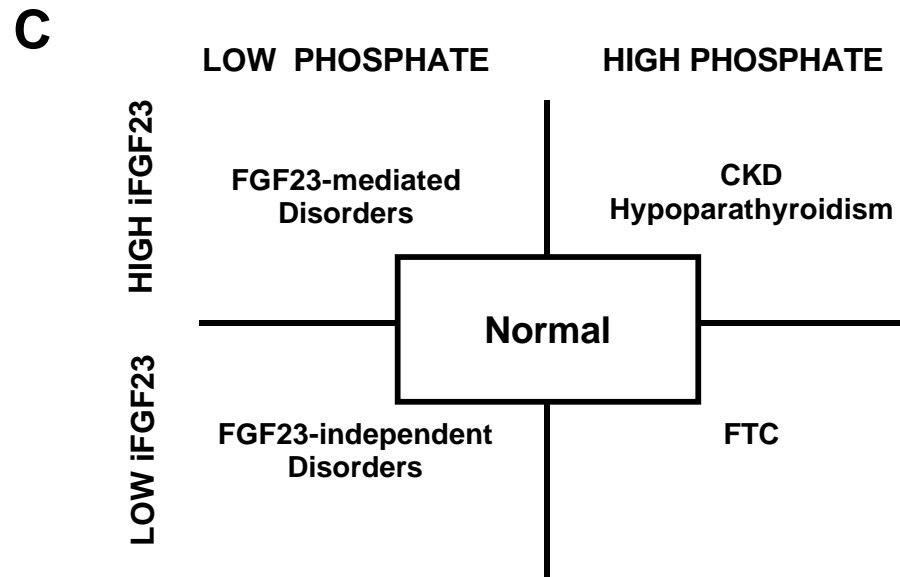 C
LOW PHOSPHATE
HIGH PHOSPHATE
HIGH iFGF23
FGF23-mediated
Disorders
CKD
Hypoparathyroidism
Normal
LOW iFGF23
FGF23-independent
Disorders
FTC